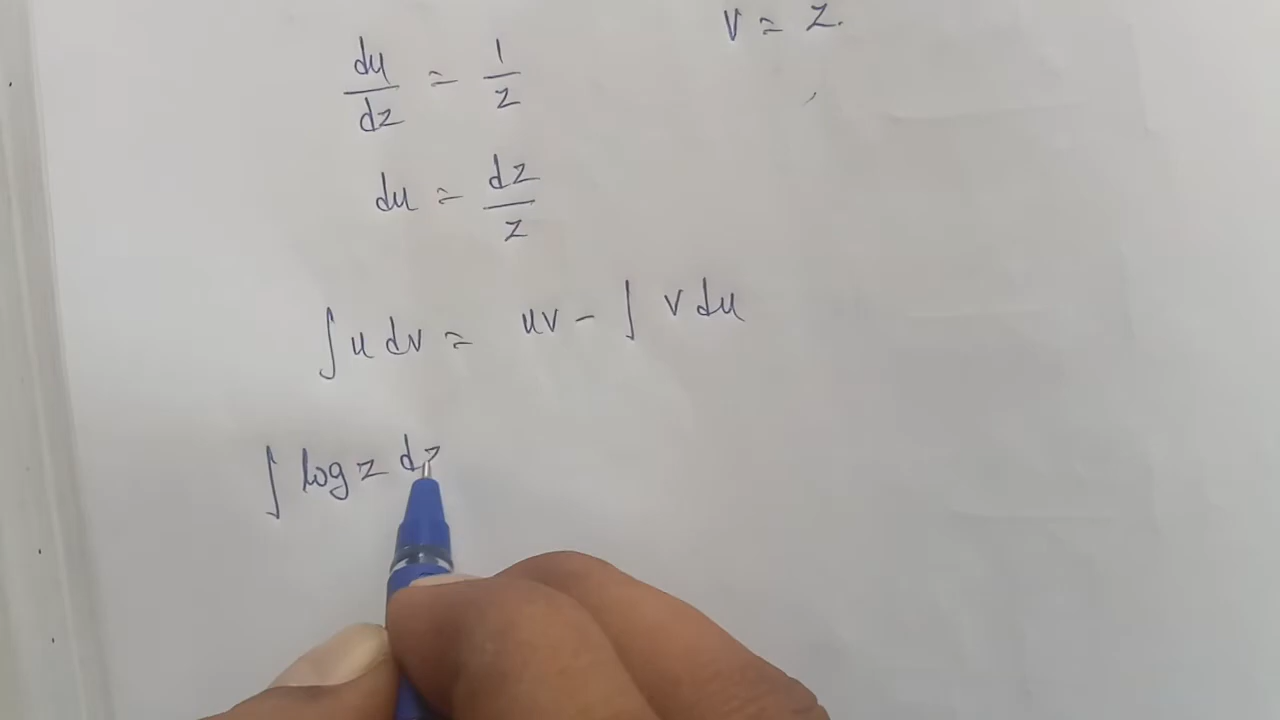 v = z.
du/dz = 1/z
du = dz/z
∫ u dv = uv - ∫ v du
∫ log z dz